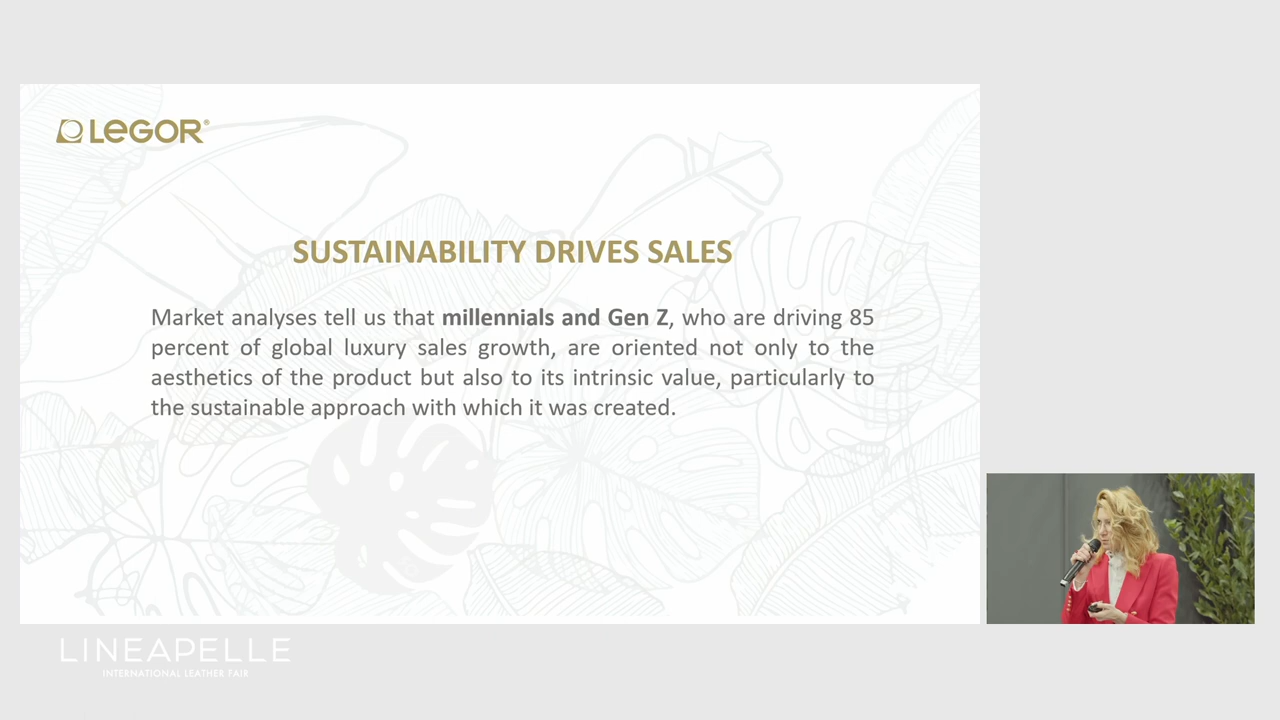 LEGOR®
SUSTAINABILITY DRIVES SALES
Market analyses tell us that millennials and Gen Z, who are driving 85
percent of global luxury sales growth, are oriented not only to the
aesthetics of the product but also to its intrinsic value, particularly to
the sustainable approach with which it was created.
LINEAPELLE
INTERNATIONAL LEATHER FAIR